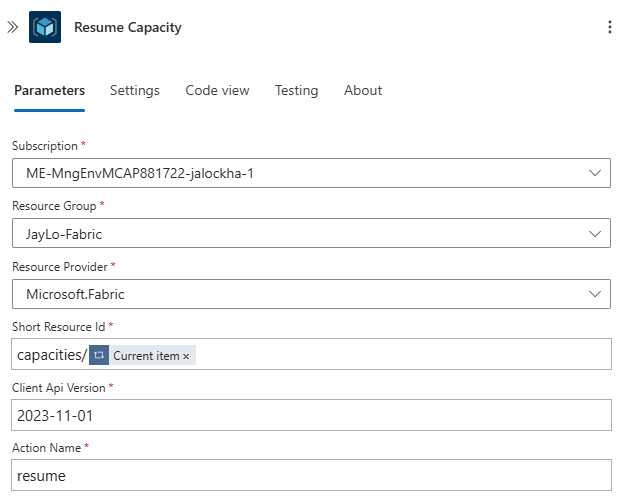 Resume Capacity
Parameters Settings Code view Testing About
Subscription *
ME-MngEnvMCAP881722-jalockha-1
Resource Group *
JayLo-Fabric
Resource Provider *
Microsoft.Fabric
Short Resource Id *
capacities/ Current item ×
Client Api Version *
2023-11-01
Action Name *
resume